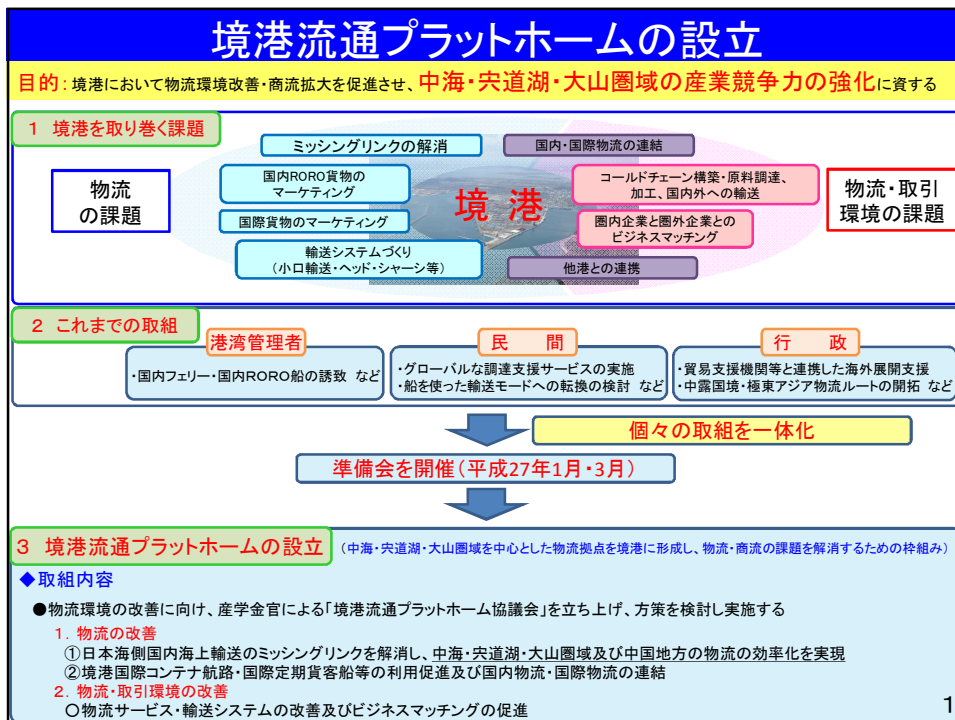 境港流通プラットホームの設立
目的：境港において物流環境改善・商流拡大を促進させ、中海・宍道湖・大山圏域の産業競争力の強化に資する
１ 境港を取り巻く課題
ミッシングリンクの解消
国内・国際物流の連結
物流
の課題
国内RORO貨物の
マーケティング
国際貨物のマーケティング
輸送システムづくり
（小口輸送・ヘッド・シャーシ等）
境 港
コールドチェーン構築・原料調達、
加工、国内外への輸送
圏内企業と圏外企業との
ビジネスマッチング
他港との連携
物流・取引
環境の課題
２ これまでの取組
港湾管理者
・国内フェリー・国内RORO船の誘致 など
民 間
・グローバルな調達支援サービスの実施
・船を使った輸送モードへの転換の検討 など
行 政
・貿易支援機関等と連携した海外展開支援
・中露国境・極東アジア物流ルートの開拓 など
個々の取組を一体化
準備会を開催（平成27年1月・3月）
３ 境港流通プラットホームの設立
（中海・宍道湖・大山圏域を中心とした物流拠点を境港に形成し、物流・商流の課題を解消するための枠組み）
◆取組内容
●物流環境の改善に向け、産学金官による「境港流通プラットホーム協議会」を立ち上げ、方策を検討し実施する
１．物流の改善
①日本海側国内海上輸送のミッシングリンクを解消し、中海・宍道湖・大山圏域及び中国地方の物流の効率化を実現
②境港国際コンテナ航路・国際定期貨客船等の利用促進及び国内物流・国際物流の連結
２．物流・取引環境の改善
○物流サービス・輸送システムの改善及びビジネスマッチングの促進
1